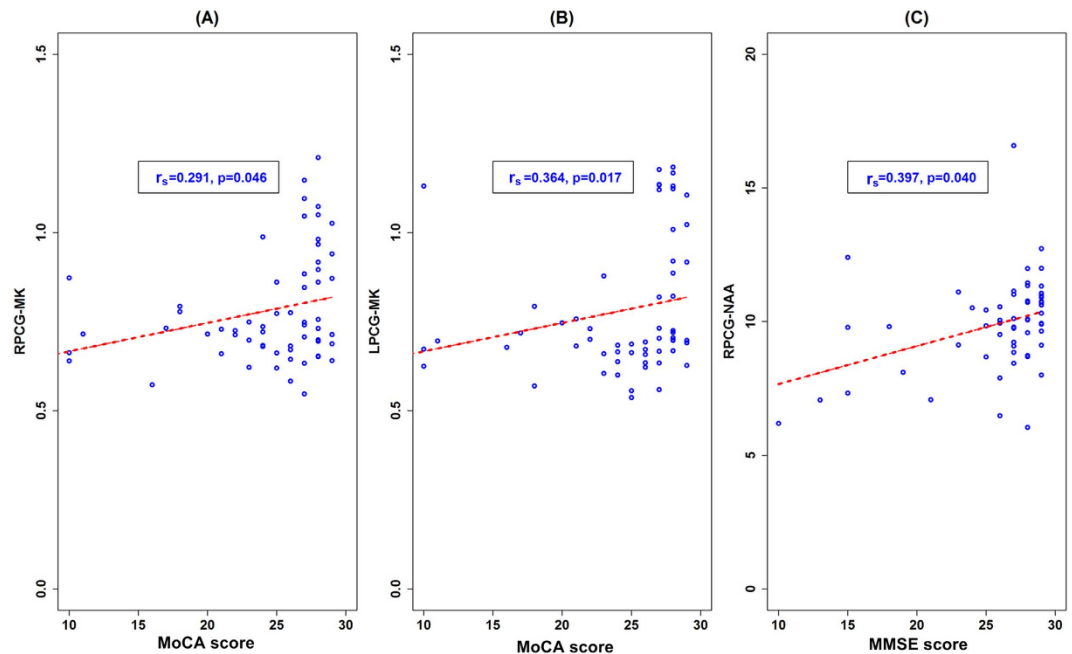 (A)
RPCG-MK
1.5
1.0
0.5
0.0
rs=0.291, p=0.046
10 15 20 25 30
MoCA score
(B)
LPCG-MK
1.5
1.0
0.5
0.0
rs=0.364, p=0.017
10 15 20 25 30
MoCA score
(C)
RPCG-NAA
20
15
10
5
0
rs=0.397, p=0.040
10 15 20 25 30
MMSE score